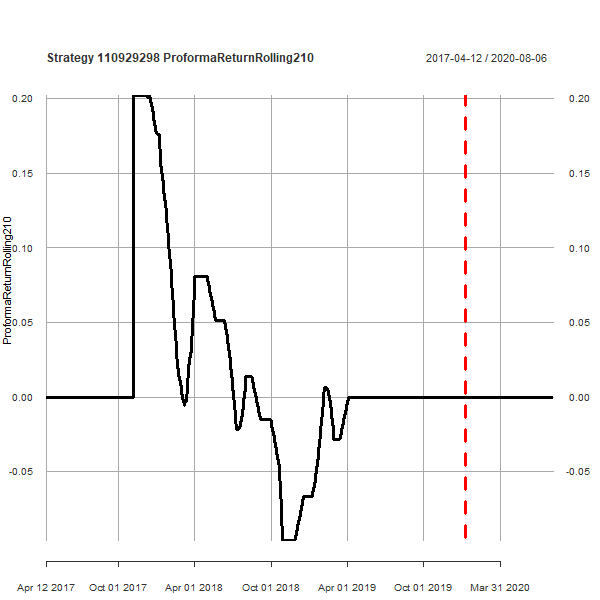 Strategy 110929298 ProformaReturnRolling210
2017-04-12 / 2020-08-06
ProformaReturnRolling210
0.20 0.20
0.15 0.15
0.10 0.10
0.05 0.05
0.00 0.00
-0.05 -0.05
Apr 12 2017 Oct 01 2017 Apr 01 2018 Oct 01 2018 Apr 01 2019 Oct 01 2019 Mar 31 2020